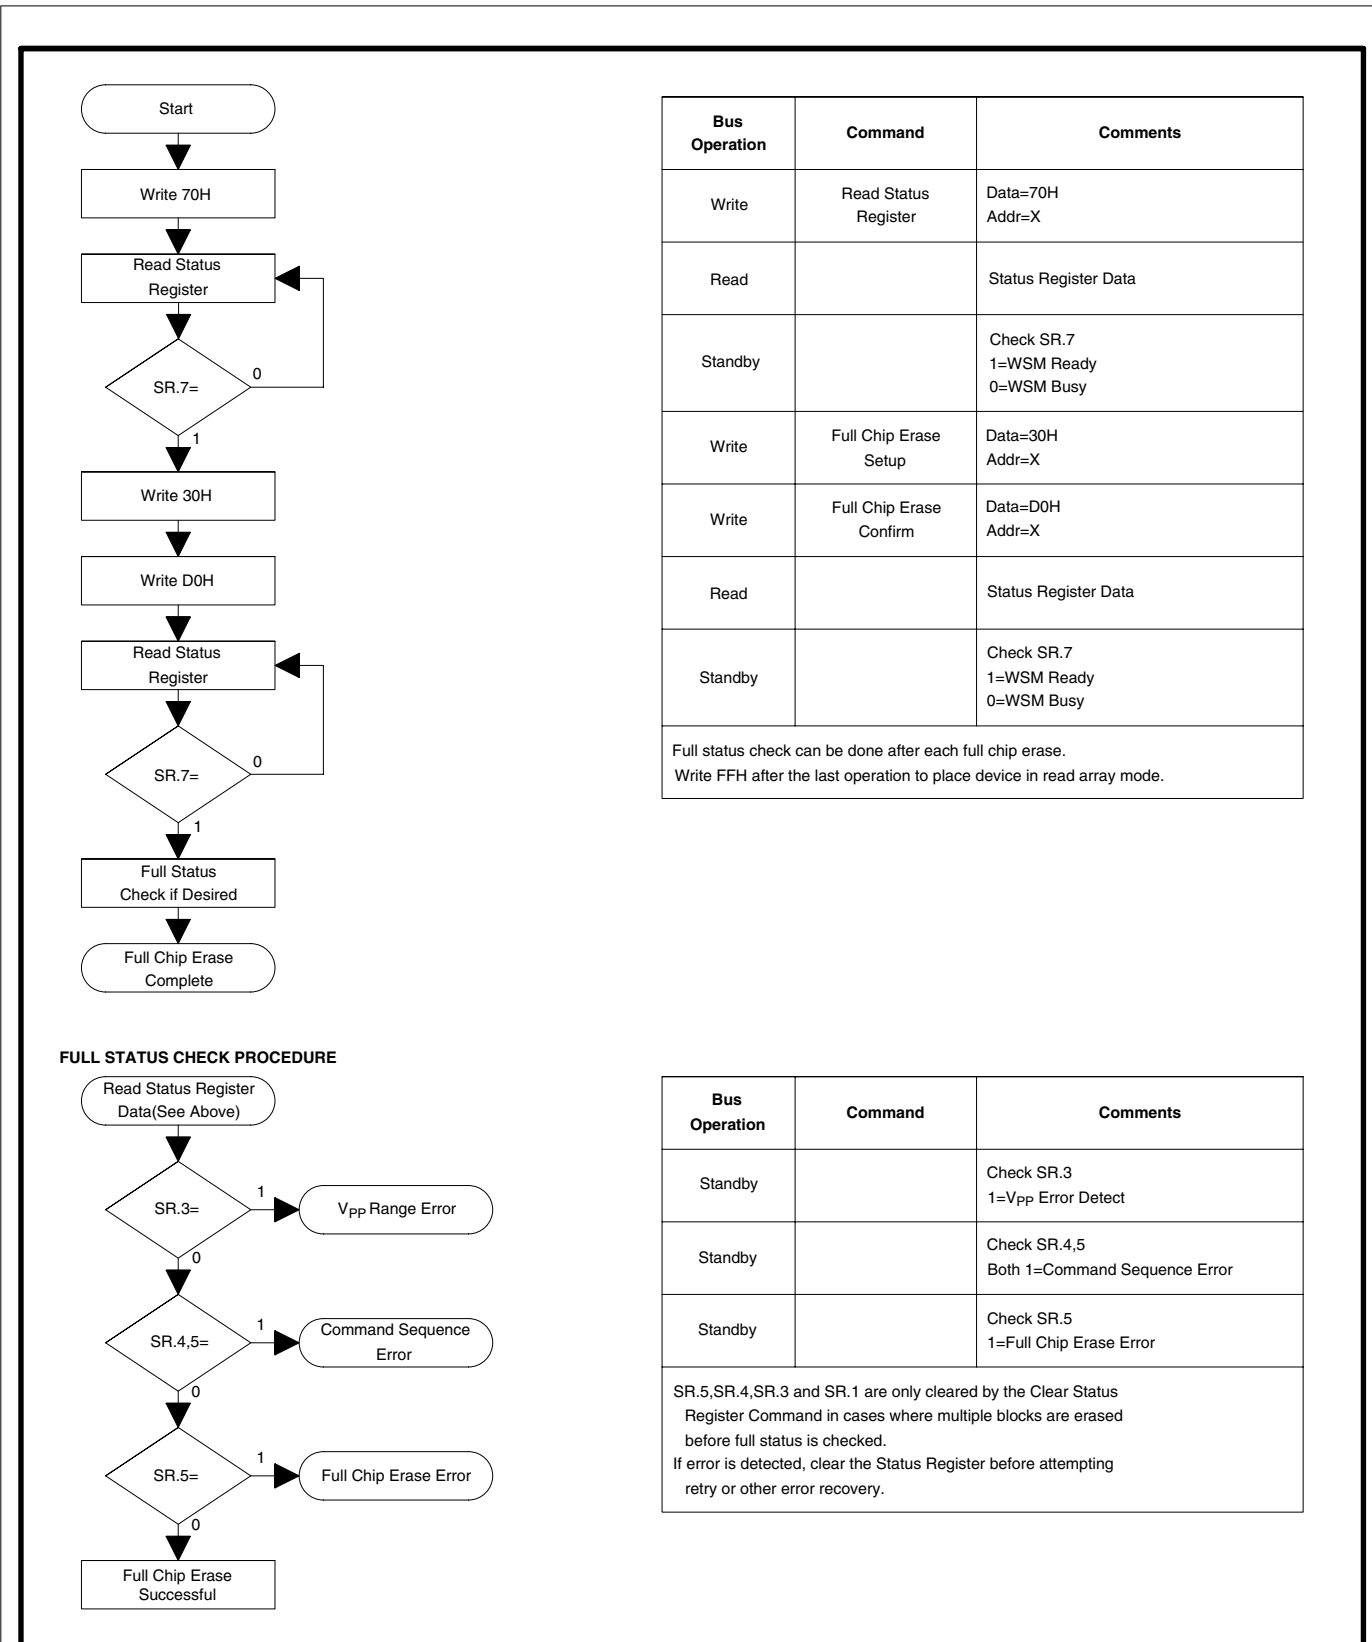 Start
Write 70H
Read Status
Register
SR.7=
0
1
Write 30H
Write D0H
Read Status
Register
SR.7=
0
1
Full Status
Check if Desired
Full Chip Erase
Complete
Bus
Operation
Command
Comments
Write
Read Status
Register
Data=70H
Addr=X
Read
Status Register Data
Standby
Check SR.7
1=WSM Ready
0=WSM Busy
Write
Full Chip Erase
Setup
Data=30H
Addr=X
Write
Full Chip Erase
Confirm
Data=D0H
Addr=X
Read
Status Register Data
Standby
Check SR.7
1=WSM Ready
0=WSM Busy
Full status check can be done after each full chip erase.
Write FFH after the last operation to place device in read array mode.
FULL STATUS CHECK PROCEDURE
Read Status Register
Data(See Above)
SR.3=
1
VPP Range Error
0
SR.4,5=
1
Command Sequence
Error
0
SR.5=
1
Full Chip Erase Error
0
Full Chip Erase
Successful
Bus
Operation
Command
Comments
Standby
Check SR.3
1=VPP Error Detect
Standby
Check SR.4,5
Both 1=Command Sequence Error
Standby
Check SR.5
1=Full Chip Erase Error
SR.5,SR.4,SR.3 and SR.1 are only cleared by the Clear Status
Register Command in cases where multiple blocks are erased
before full status is checked.
If error is detected, clear the Status Register before attempting
retry or other error recovery.